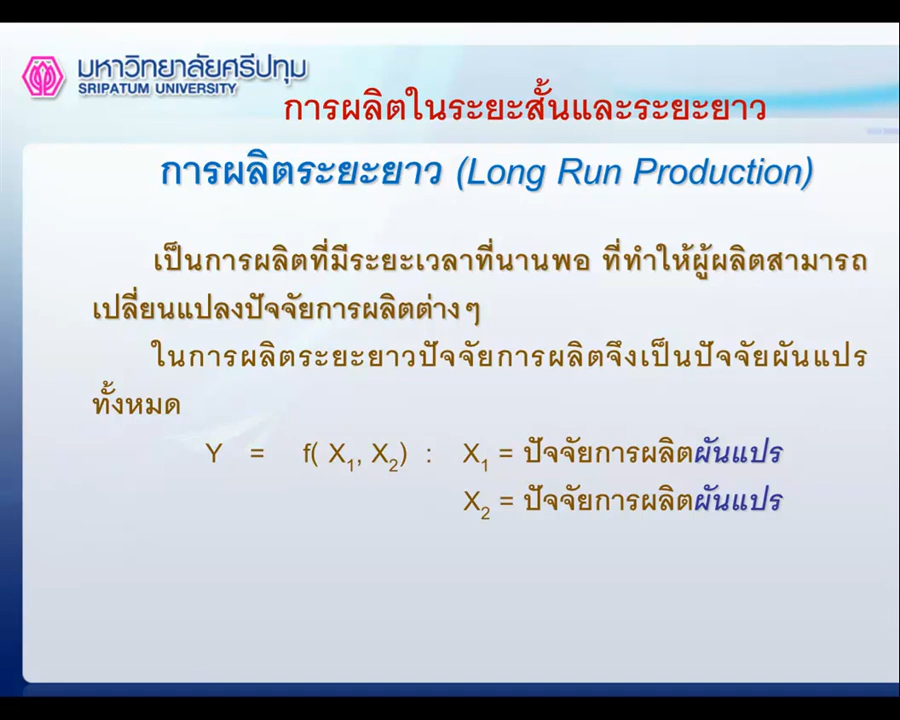 มหาวิทยาลัยศรีปทุม
SRIPATUM UNIVERSITY
การผลิตในระยะสั้นและระยะยาว
การผลิตระยะยาว (Long Run Production)
เป็นการผลิตที่มีระยะเวลาที่นานพอ ที่ทำให้ผู้ผลิตสามารถ
เปลี่ยนแปลงปัจจัยการผลิตต่างๆ
ในการผลิตระยะยาวปัจจัยการผลิตจึงเป็นปัจจัยผันแปร
ทั้งหมด
Y = f( X₁, X₂) : X₁ = ปัจจัยการผลิตผันแปร
X₂ = ปัจจัยการผลิตผันแปร